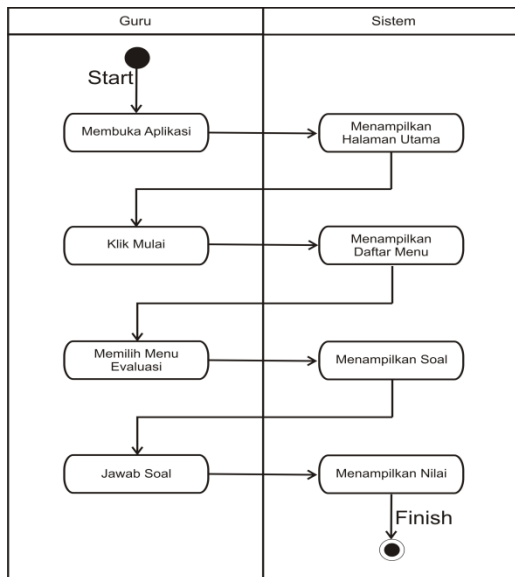 Guru
Sistem
Start
Membuka Aplikasi
Menampilkan
Halaman Utama
Klik Mulai
Menampilkan
Daftar Menu
Memilih Menu
Evaluasi
Menampilkan Soal
Jawab Soal
Menampilkan Nilai
Finish